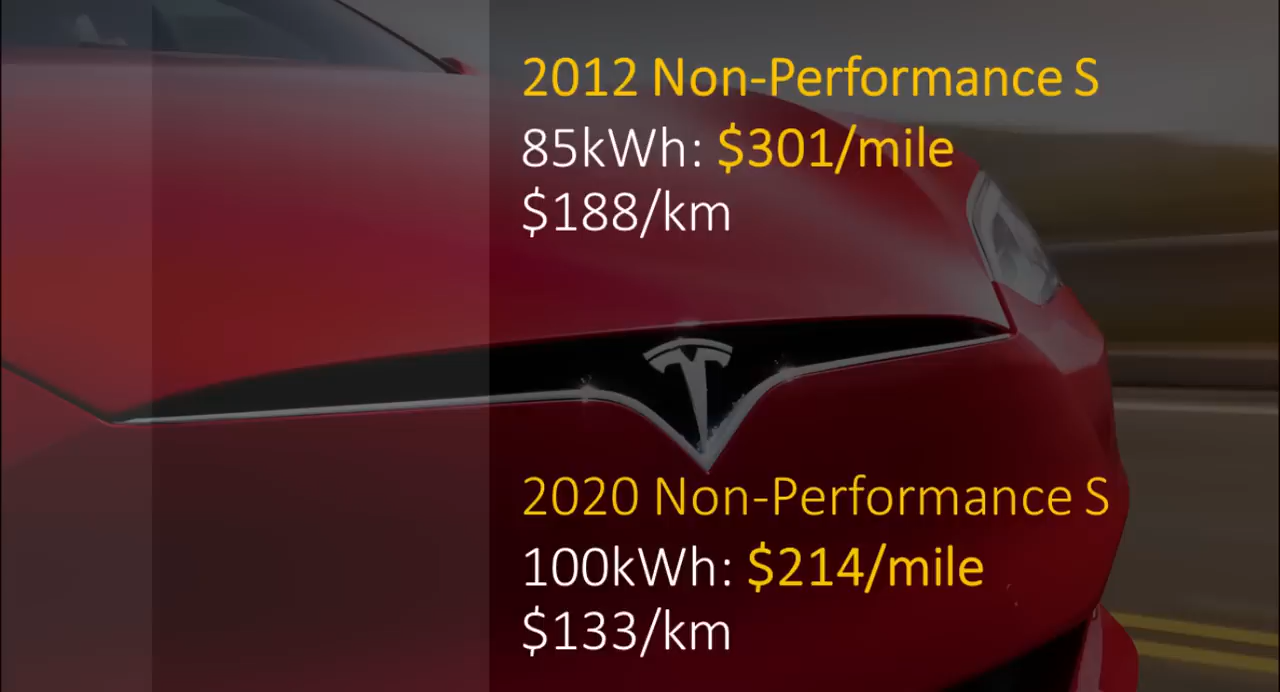 2012 Non-Performance S
85kWh: $301/mile
$188/km
2020 Non-Performance S
100kWh: $214/mile
$133/km